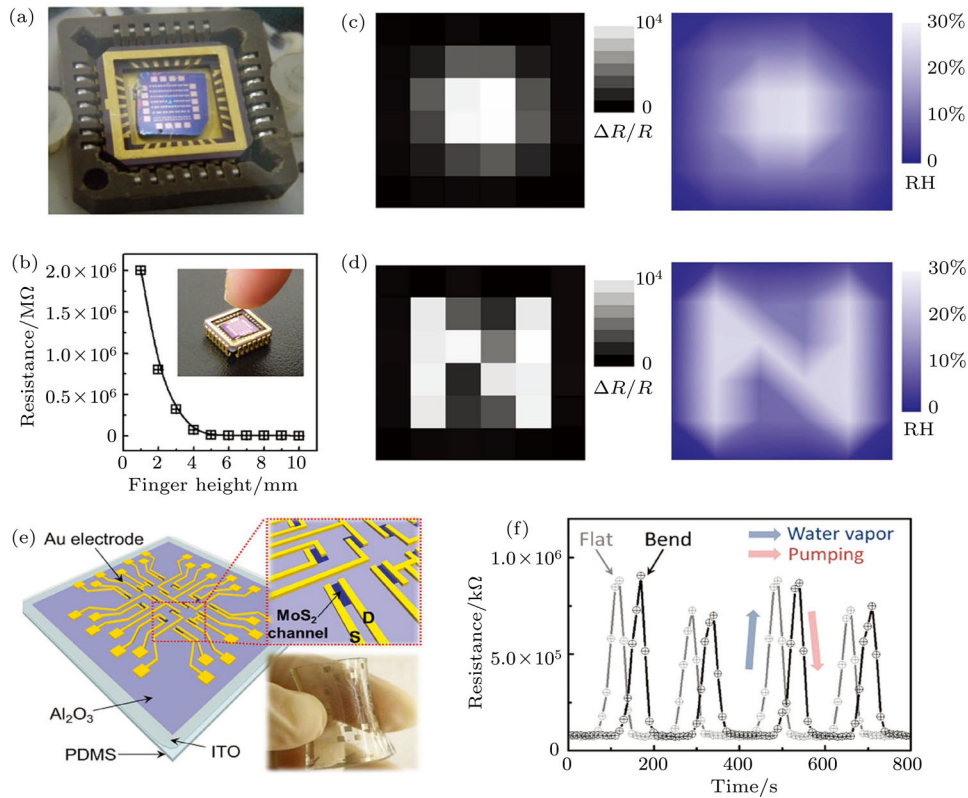 (a)
(b)
Resistance/MΩ
2.0×10⁶
1.5×10⁶
1.0×10⁶
0.5×10⁶
0
0 2 4 6 8 10
Finger height/mm
(c)
10⁴
0
ΔR/R
30%
20%
10%
0
RH
(d)
10⁴
0
ΔR/R
30%
20%
10%
0
RH
(e)
Au electrode
MoS₂
channel
D
S
Al₂O₃
ITO
PDMS
(f)
Flat
Bend
Water vapor
Pumping
Resistance/kΩ
1.0×10⁶
5.0×10⁵
0
0 200 400 600 800
Time/s